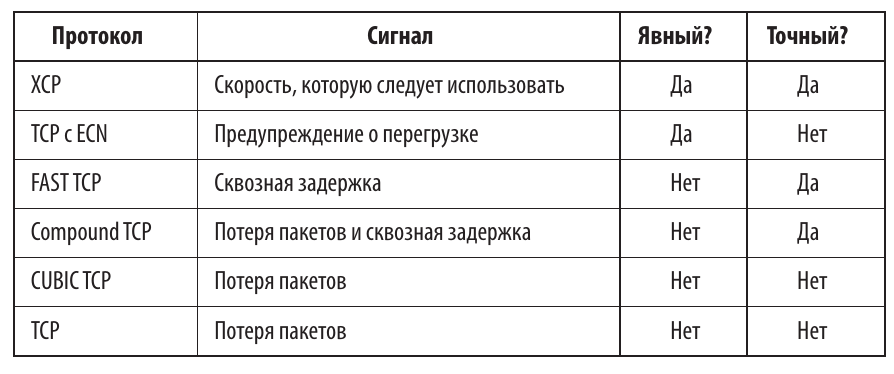 Протокол Сигнал Явный? Точный?
XCP Скорость, которую следует использовать Да Да
TCP с ECN Предупреждение о перегрузке Да Нет
FAST TCP Сквозная задержка Нет Да
Compound TCP Потеря пакетов и сквозная задержка Нет Да
CUBIC TCP Потеря пакетов Нет Нет
TCP Потеря пакетов Нет Нет